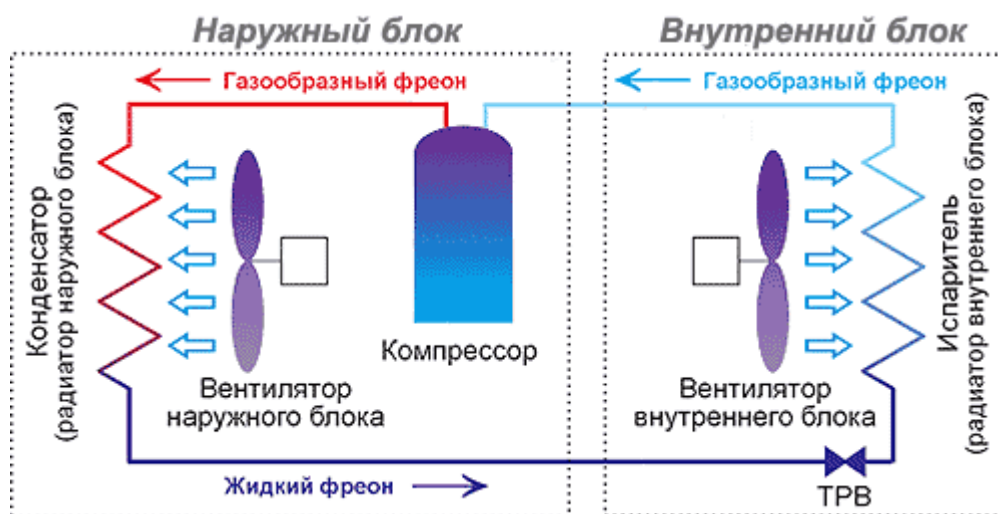 Наружный блок
Внутренний блок
Газообразный фреон
Газообразный фреон
Конденсатор
(радиатор наружного блока)
Компрессор
Вентилятор
наружного блока
Вентилятор
внутреннего блока
Испаритель
(радиатор внутреннего блока)
Жидкий фреон
ТРВ